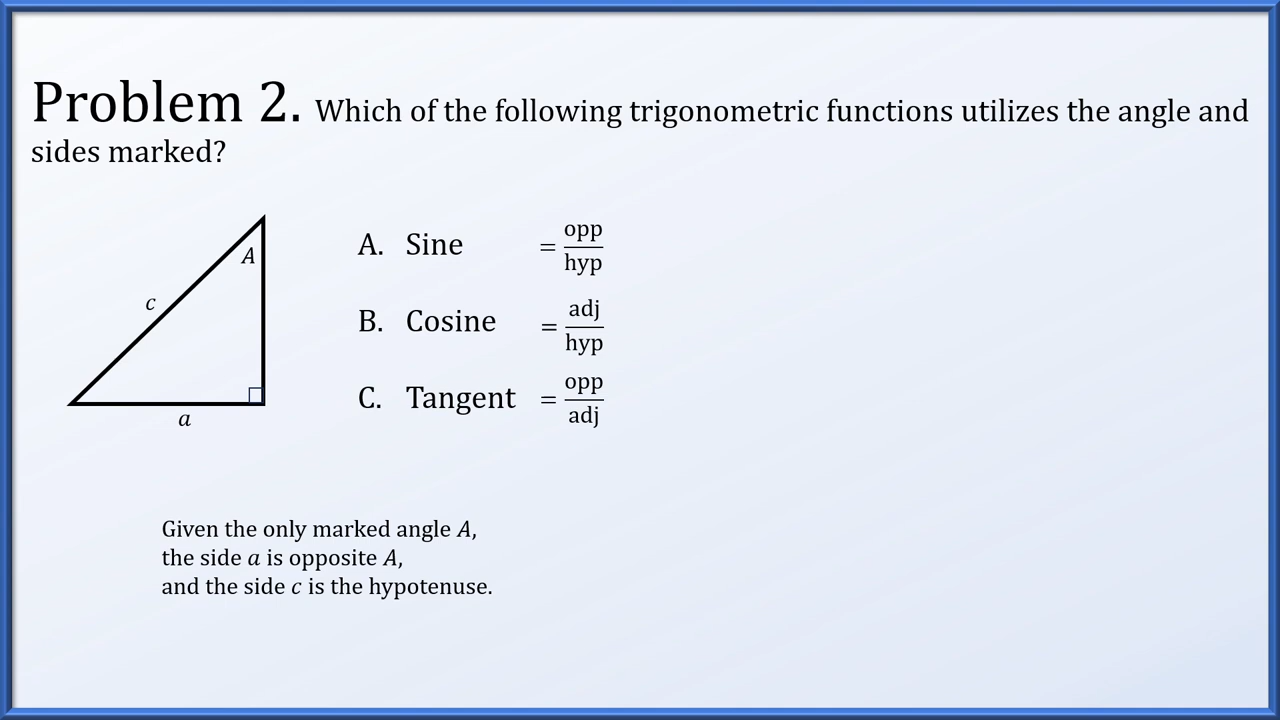 Problem 2. Which of the following trigonometric functions utilizes the angle and
sides marked?
A
c
a
A. Sine = opp/hyp
B. Cosine = adj/hyp
C. Tangent = opp/adj
Given the only marked angle A,
the side a is opposite A,
and the side c is the hypotenuse.